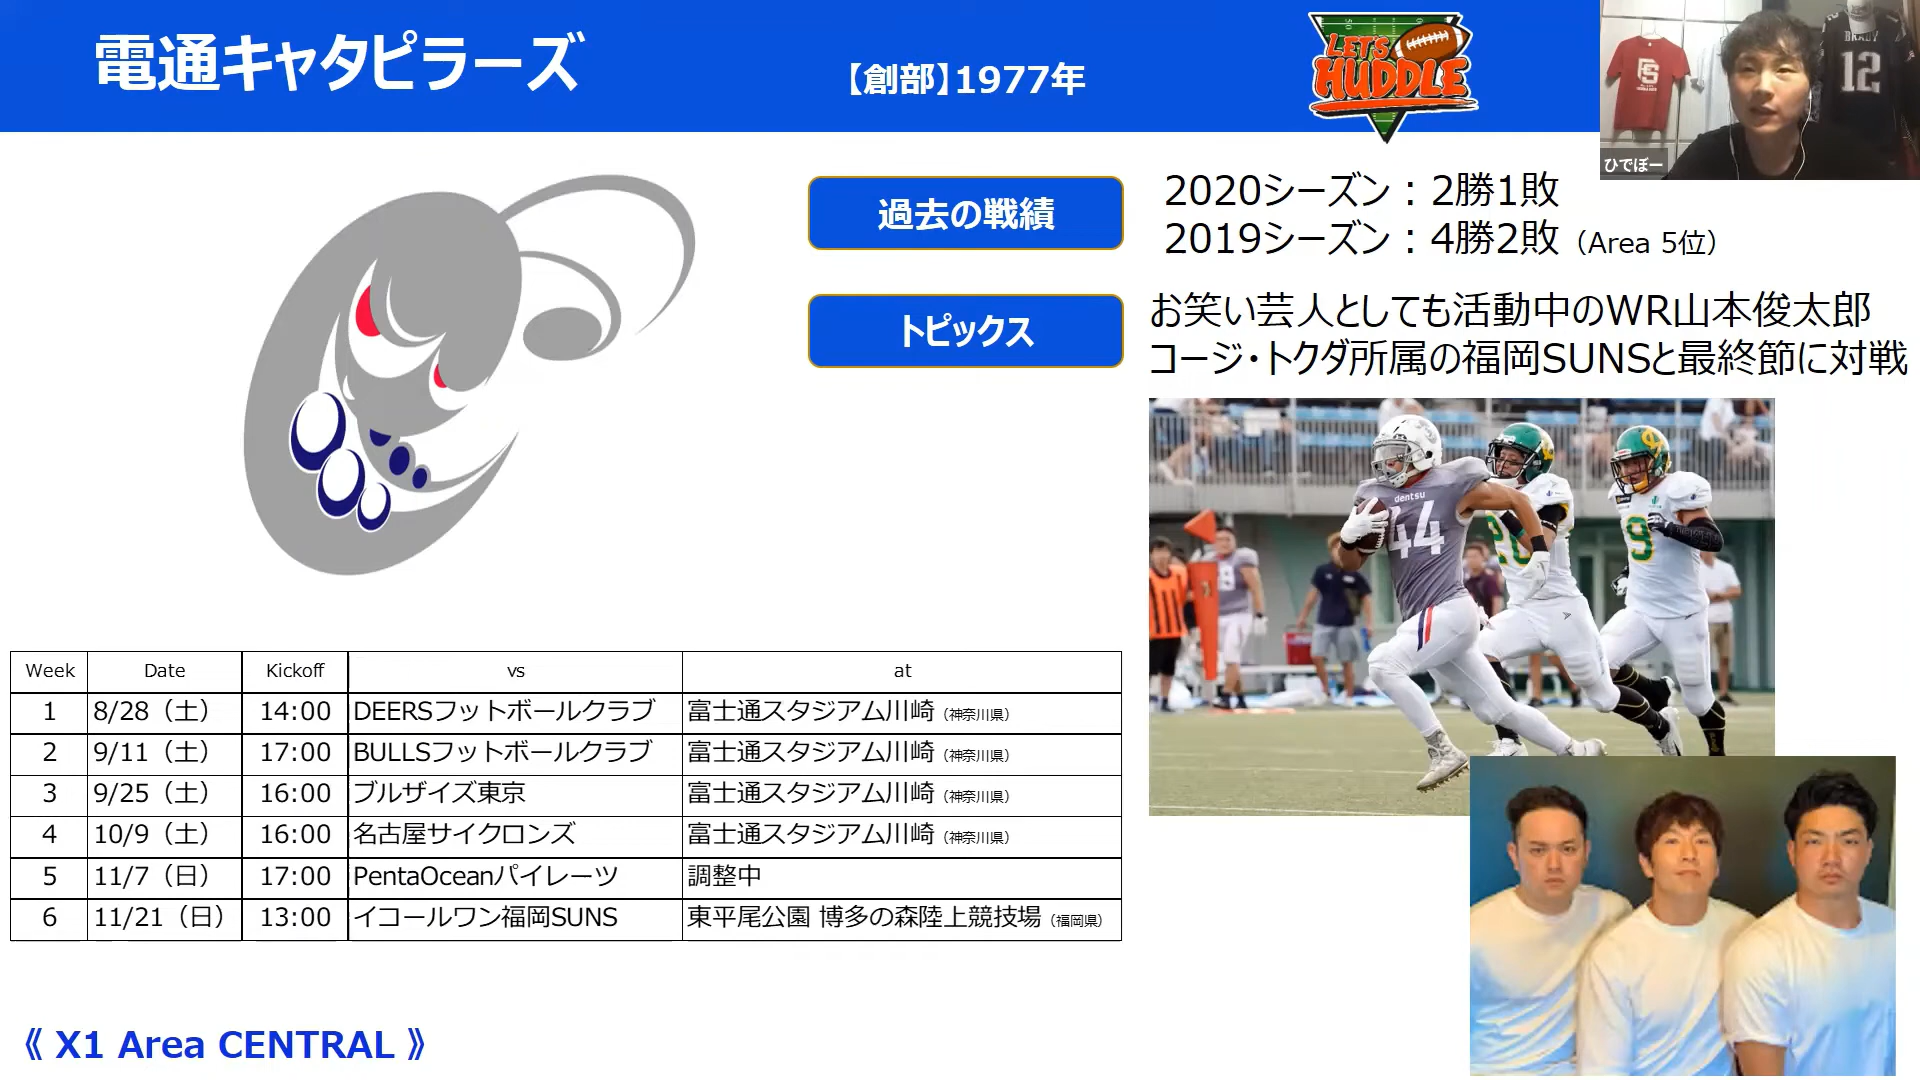 電通キャタピラーズ
【創部】1977年
LET'S
HUDDLE
BRADY
12
ひでぼー
過去の戦績
2020シーズン：2勝1敗
2019シーズン：4勝2敗（Area 5位）
トピックス
お笑い芸人としても活動中のWR山本俊太郎
コージ・トクダ所属の福岡SUNSと最終節に対戦
dentsu
44
20
9
Week Date Kickoff vs at
1 8/28（土） 14:00 DEERSフットボールクラブ 富士通スタジアム川崎（神奈川県）
2 9/11（土） 17:00 BULLSフットボールクラブ 富士通スタジアム川崎（神奈川県）
3 9/25（土） 16:00 ブルザイズ東京 富士通スタジアム川崎（神奈川県）
4 10/9（土） 16:00 名古屋サイクロンズ 富士通スタジアム川崎（神奈川県）
5 11/7（日） 17:00 PentaOceanパイレーツ 調整中
6 11/21（日） 13:00 イコールワン福岡SUNS 東平尾公園 博多の森陸上競技場（福岡県）
《 X1 Area CENTRAL 》